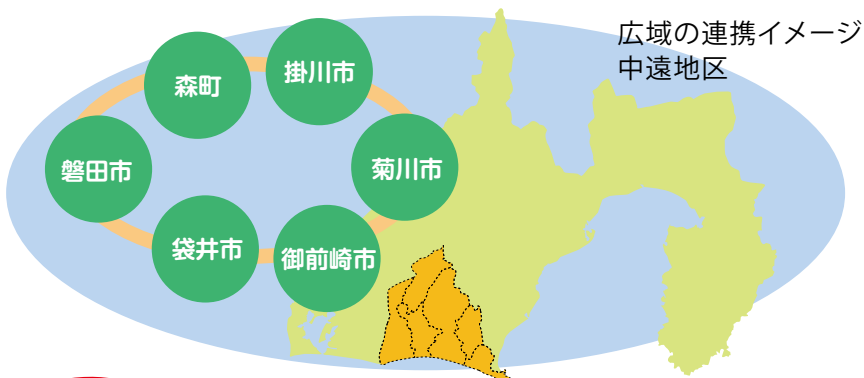 広域の連携イメージ
中遠地区
森町
掛川市
磐田市
菊川市
袋井市
御前崎市